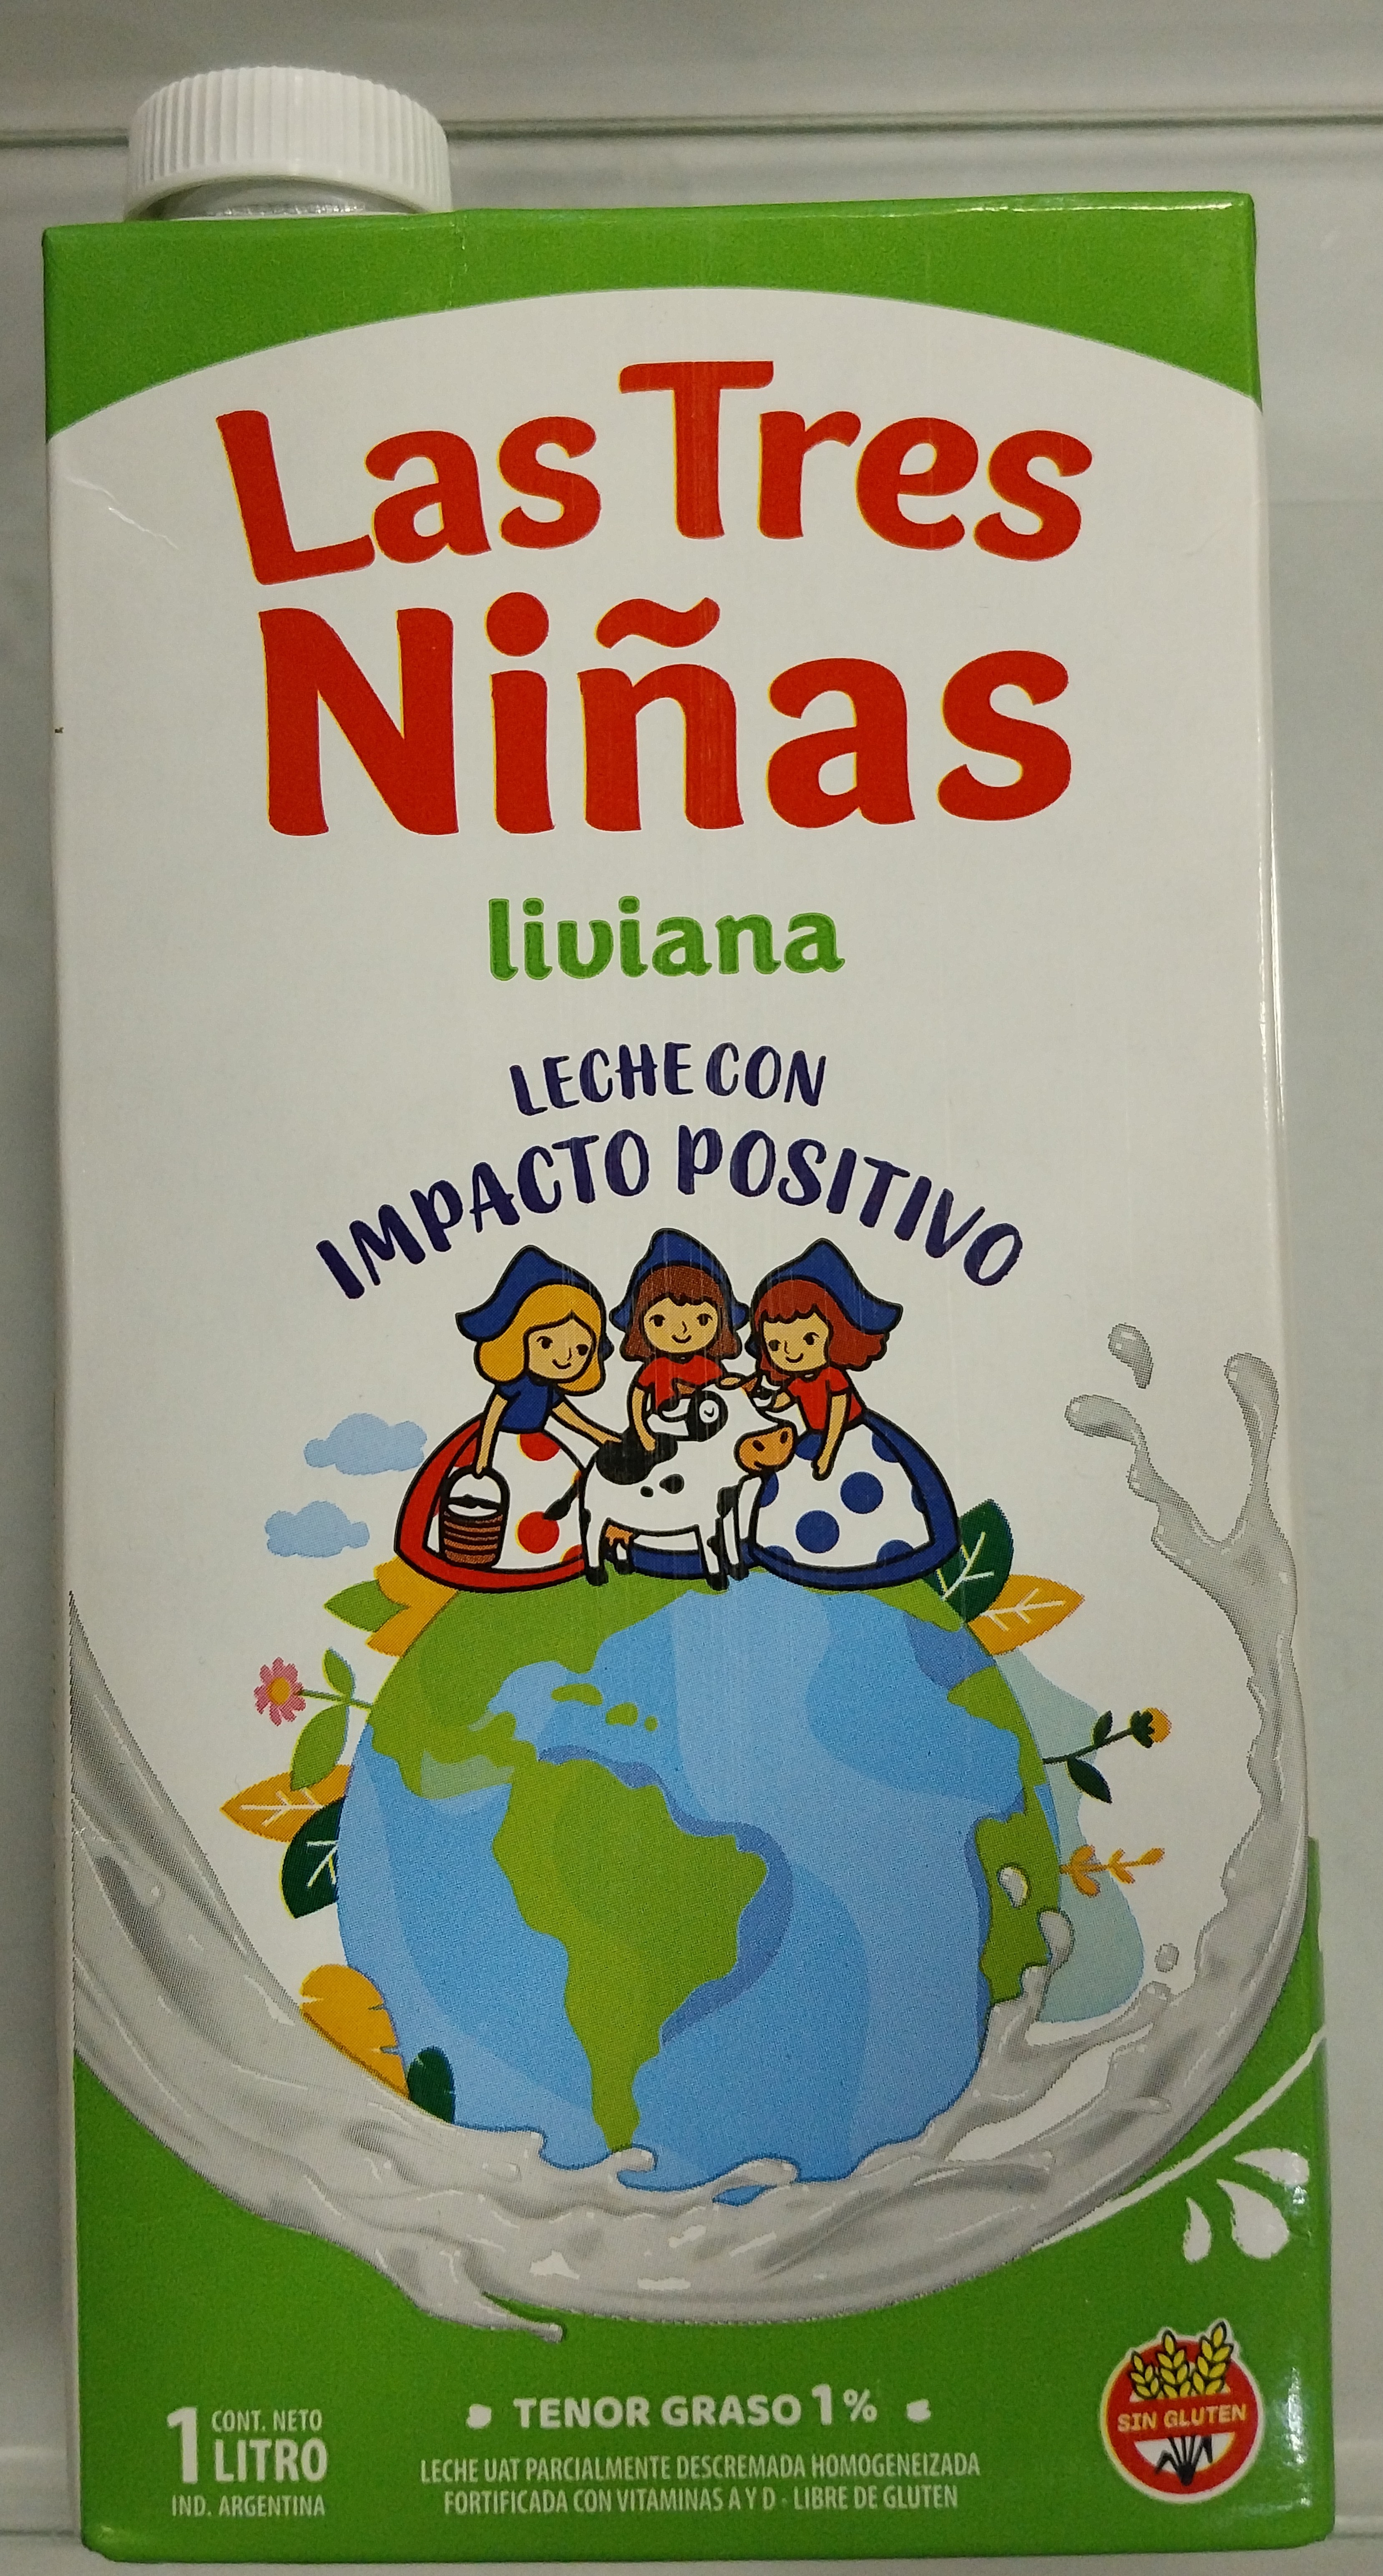 Las Tres
Niñas
liviana
LECHE CON
IMPACTO POSITIVO
1 CONT. NETO
LITRO
IND. ARGENTINA
TENOR GRASO 1%
LECHE UAT PARCIALMENTE DESCREMADA HOMOGENEIZADA
FORTIFICADA CON VITAMINAS A Y D - LIBRE DE GLUTEN
SIN GLUTEN